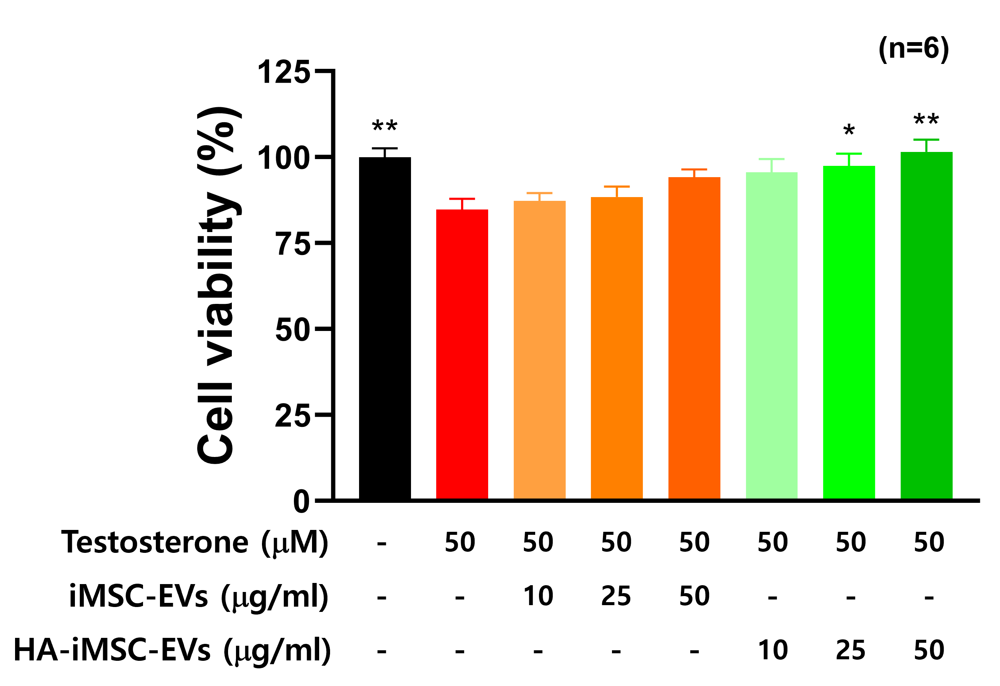 (n=6)
125
100
75
50
25
0
Cell viability (%)
**
*
**
Testosterone (μM) - 50 50 50 50 50 50 50
iMSC-EVs (μg/ml) - - 10 25 50 - - -
HA-iMSC-EVs (μg/ml) - - - - - 10 25 50